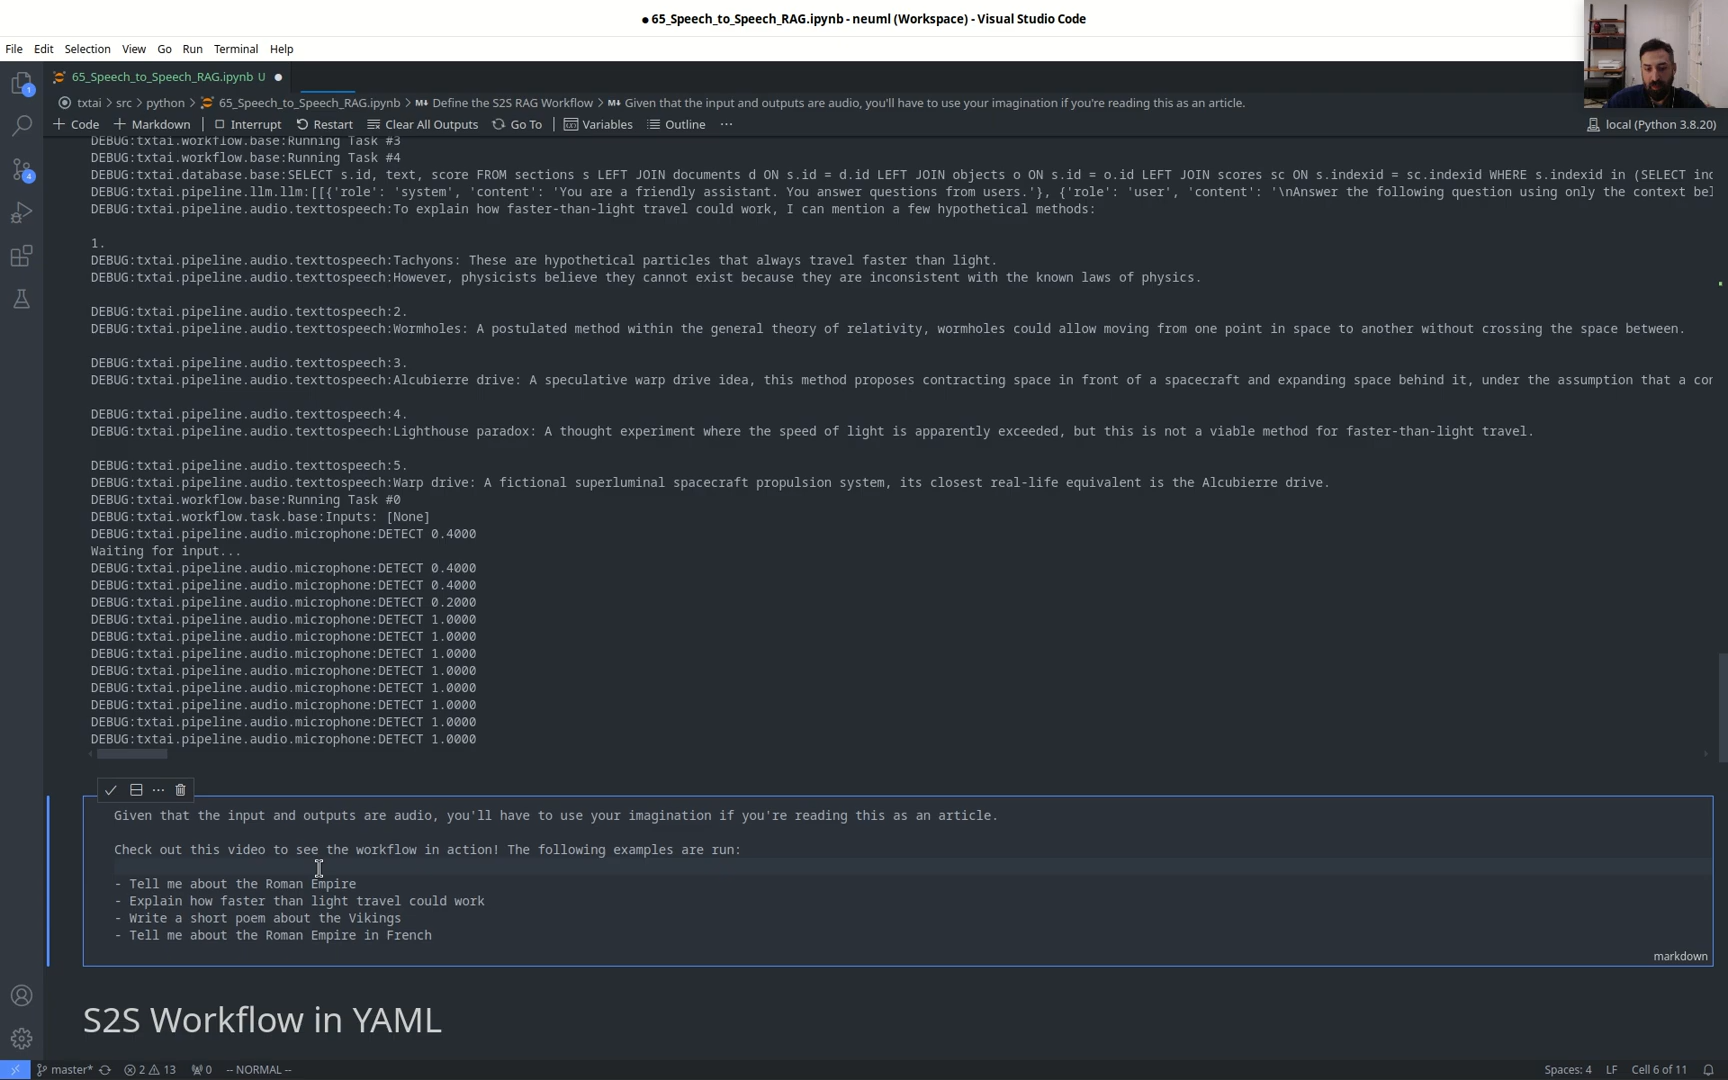 ● 65_Speech_to_Speech_RAG.ipynb - neuml (Workspace) - Visual Studio Code
File Edit Selection View Go Run Terminal Help
65_Speech_to_Speech_RAG.ipynb U ●
txtai > src > python > 65_Speech_to_Speech_RAG.ipynb > M↓ Define the S2S RAG Workflow > M↓ Given that the input and outputs are audio, you'll have to use your imagination if you're reading this as an article.
+ Code + Markdown | Interrupt Restart Clear All Outputs Go To | Variables Outline ... local (Python 3.8.20)
DEBUG:txtai.workflow.base:Running Task #3
DEBUG:txtai.workflow.base:Running Task #4
DEBUG:txtai.database.base:SELECT s.id, text, score FROM sections s LEFT JOIN documents d ON s.id = d.id LEFT JOIN objects o ON s.id = o.id LEFT JOIN scores sc ON s.indexid = sc.indexid WHERE s.indexid in (SELECT ind
DEBUG:txtai.pipeline.llm.llm:[[{'role': 'system', 'content': 'You are a friendly assistant. You answer questions from users.'}, {'role': 'user', 'content': '\nAnswer the following question using only the context bel
DEBUG:txtai.pipeline.audio.texttospeech:To explain how faster-than-light travel could work, I can mention a few hypothetical methods:
1.
DEBUG:txtai.pipeline.audio.texttospeech:Tachyons: These are hypothetical particles that always travel faster than light.
DEBUG:txtai.pipeline.audio.texttospeech:However, physicists believe they cannot exist because they are inconsistent with the known laws of physics.
DEBUG:txtai.pipeline.audio.texttospeech:2.
DEBUG:txtai.pipeline.audio.texttospeech:Wormholes: A postulated method within the general theory of relativity, wormholes could allow moving from one point in space to another without crossing the space between.
DEBUG:txtai.pipeline.audio.texttospeech:3.
DEBUG:txtai.pipeline.audio.texttospeech:Alcubierre drive: A speculative warp drive idea, this method proposes contracting space in front of a spacecraft and expanding space behind it, under the assumption that a cor
DEBUG:txtai.pipeline.audio.texttospeech:4.
DEBUG:txtai.pipeline.audio.texttospeech:Lighthouse paradox: A thought experiment where the speed of light is apparently exceeded, but this is not a viable method for faster-than-light travel.
DEBUG:txtai.pipeline.audio.texttospeech:5.
DEBUG:txtai.pipeline.audio.texttospeech:Warp drive: A fictional superluminal spacecraft propulsion system, its closest real-life equivalent is the Alcubierre drive.
DEBUG:txtai.workflow.base:Running Task #0
DEBUG:txtai.workflow.task.base:Inputs: [None]
DEBUG:txtai.pipeline.audio.microphone:DETECT 0.4000
Waiting for input...
DEBUG:txtai.pipeline.audio.microphone:DETECT 0.4000
DEBUG:txtai.pipeline.audio.microphone:DETECT 0.4000
DEBUG:txtai.pipeline.audio.microphone:DETECT 0.2000
DEBUG:txtai.pipeline.audio.microphone:DETECT 1.0000
DEBUG:txtai.pipeline.audio.microphone:DETECT 1.0000
DEBUG:txtai.pipeline.audio.microphone:DETECT 1.0000
DEBUG:txtai.pipeline.audio.microphone:DETECT 1.0000
DEBUG:txtai.pipeline.audio.microphone:DETECT 1.0000
DEBUG:txtai.pipeline.audio.microphone:DETECT 1.0000
DEBUG:txtai.pipeline.audio.microphone:DETECT 1.0000
DEBUG:txtai.pipeline.audio.microphone:DETECT 1.0000
Given that the input and outputs are audio, you'll have to use your imagination if you're reading this as an article.
Check out this video to see the workflow in action! The following examples are run:
- Tell me about the Roman Empire
- Explain how faster than light travel could work
- Write a short poem about the Vikings
- Tell me about the Roman Empire in French
markdown
S2S Workflow in YAML
master* 2 13 0 -- NORMAL -- Spaces: 4 LF Cell 6 of 11